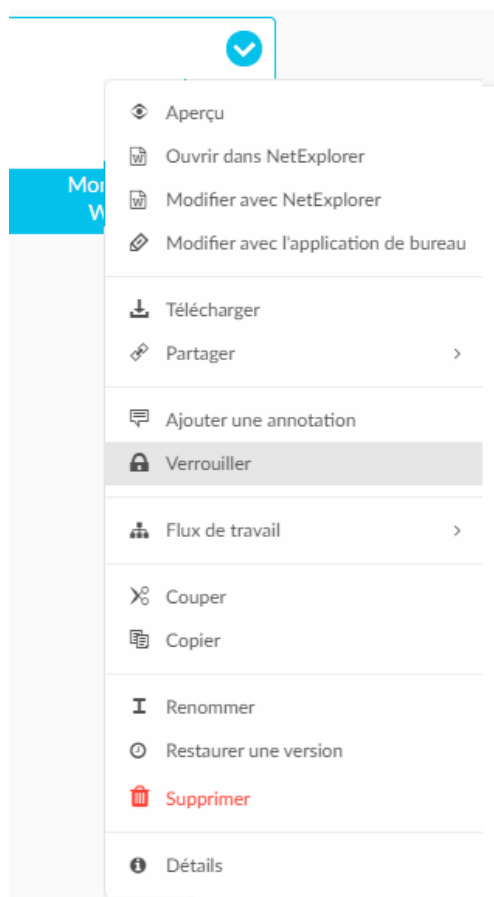 Aperçu
Ouvrir dans NetExplorer
Modifier avec NetExplorer
Modifier avec l'application de bureau
Télécharger
Partager
Ajouter une annotation
Verrouiller
Flux de travail
Couper
Copier
Renommer
Restaurer une version
Supprimer
Détails